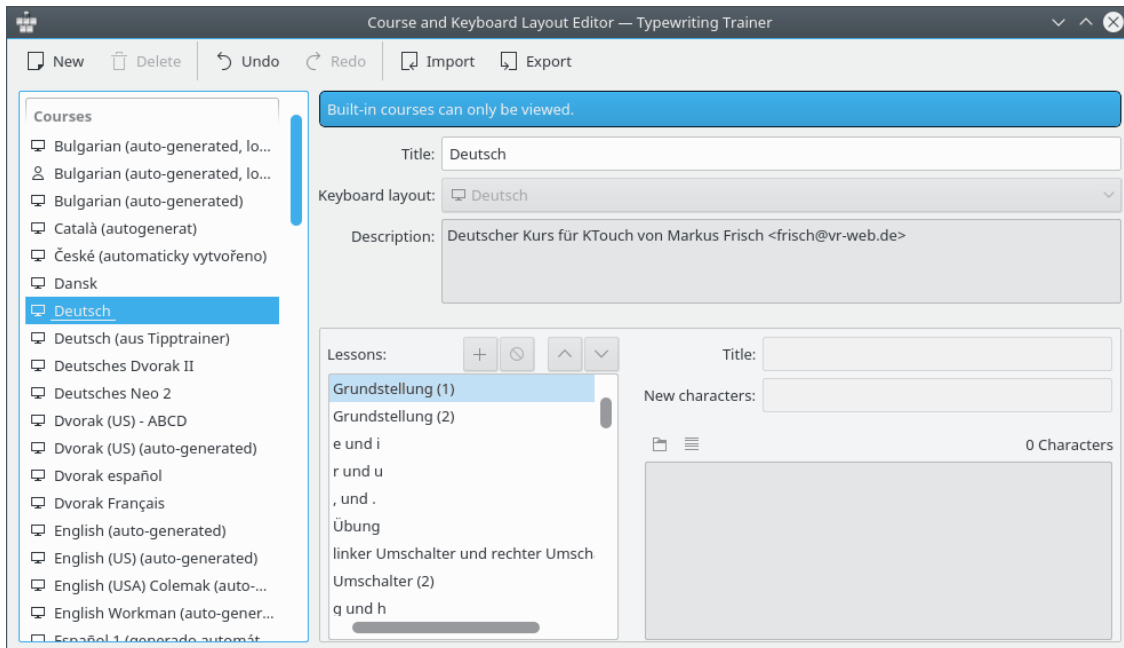 Course and Keyboard Layout Editor — Typewriting Trainer
New Delete Undo Redo Import Export
Courses
Bulgarian (auto-generated, lo...
Bulgarian (auto-generated, lo...
Bulgarian (auto-generated)
Català (autogenerat)
České (automaticky vytvořeno)
Dansk
Deutsch
Deutsch (aus Tipptrainer)
Deutsches Dvorak II
Deutsches Neo 2
Dvorak (US) - ABCD
Dvorak (US) (auto-generated)
Dvorak español
Dvorak Français
English (auto-generated)
English (US) (auto-generated)
English (USA) Colemak (auto-...
English Workman (auto-gener...
Español 1 (generado automát
Built-in courses can only be viewed.
Title: Deutsch
Keyboard layout: Deutsch
Description: Deutscher Kurs für KTouch von Markus Frisch <frisch@vr-web.de>
Lessons:
Grundstellung (1)
Grundstellung (2)
e und i
r und u
, und .
Übung
linker Umschalter und rechter Umsch
Umschalter (2)
g und h
Title:
New characters:
0 Characters